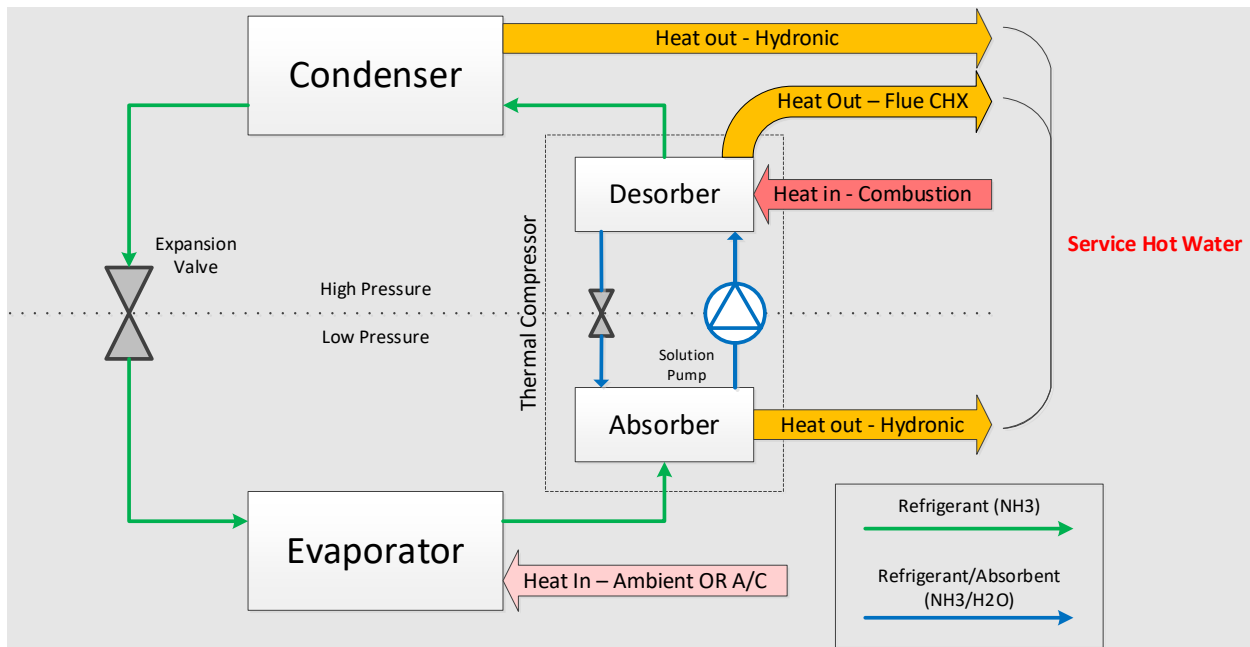 Heat out - Hydronic
Condenser
Heat Out – Flue CHX
Desorber
Heat in - Combustion
Service Hot Water
Expansion
Valve
High Pressure
Low Pressure
Thermal Compressor
Solution
Pump
Absorber
Heat out - Hydronic
Evaporator
Heat In – Ambient OR A/C
Refrigerant (NH3)
Refrigerant/Absorbent
(NH3/H2O)